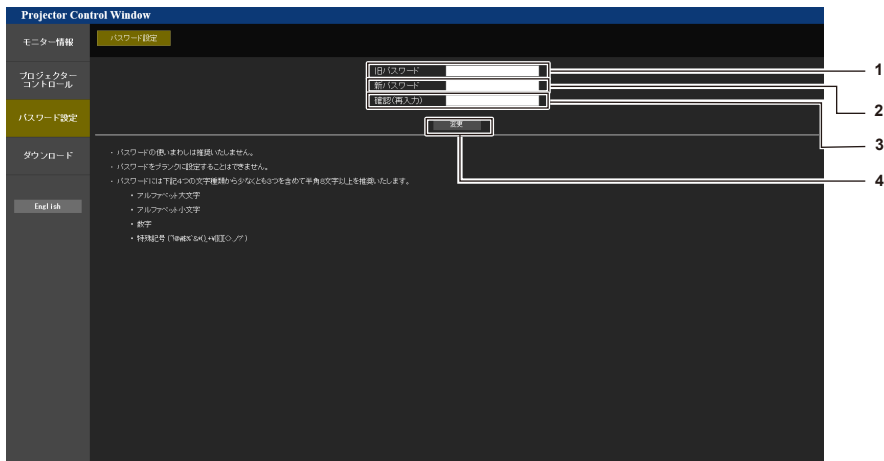 Projector Control Window
モニター情報
プロジェクター
コントロール
パスワード設定
ダウンロード
English
パスワード設定
旧パスワード
新パスワード
確認(再入力)
変更
1
2
3
4
・パスワードの使いまわしは推奨いたしません。
・パスワードをブランクに設定することはできません。
・パスワードには下記4つの文字種類から少なくとも3つを含めて半角8文字以上を推奨いたします。
・アルファベット大文字
・アルファベット小文字
・数字
・特殊記号